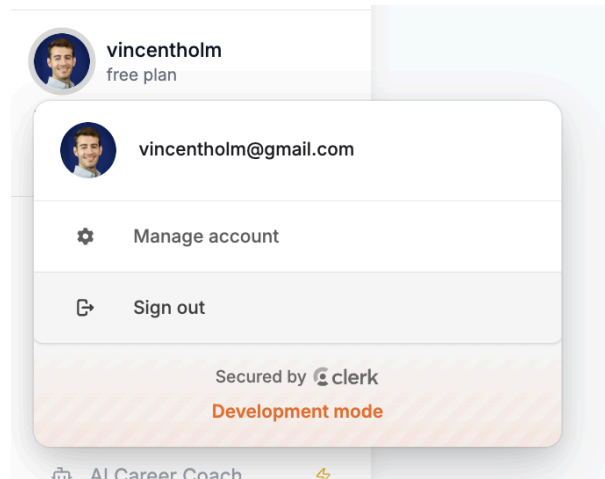 vincentholm
free plan
vincentholm@gmail.com
Manage account
Sign out
Secured by clerk
Development mode
AI Career Coach